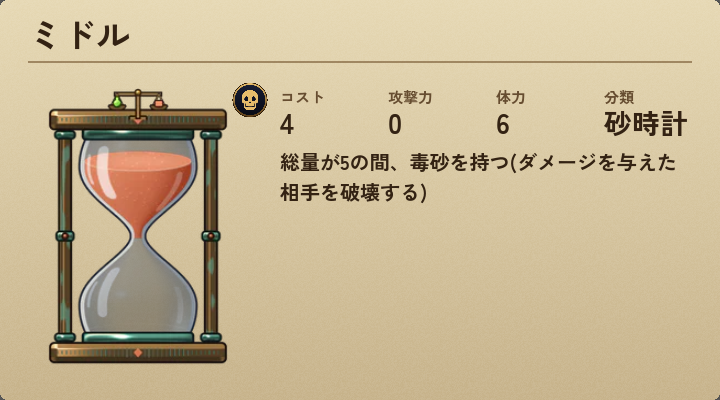 ミドル
コスト 攻撃力 体力 分類
4 0 6 砂時計
総量が5の間、毒砂を持つ(ダメージを与えた
相手を破壊する)